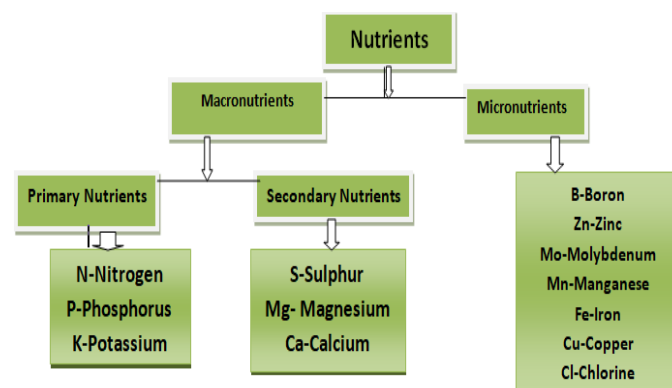 Nutrients
Macronutrients
Micronutrients
Primary Nutrients
Secondary Nutrients
N-Nitrogen
P-Phosphorus
K-Potassium
S-Sulphur
Mg- Magnesium
Ca-Calcium
B-Boron
Zn-Zinc
Mo-Molybdenum
Mn-Manganese
Fe-Iron
Cu-Copper
Cl-Chlorine